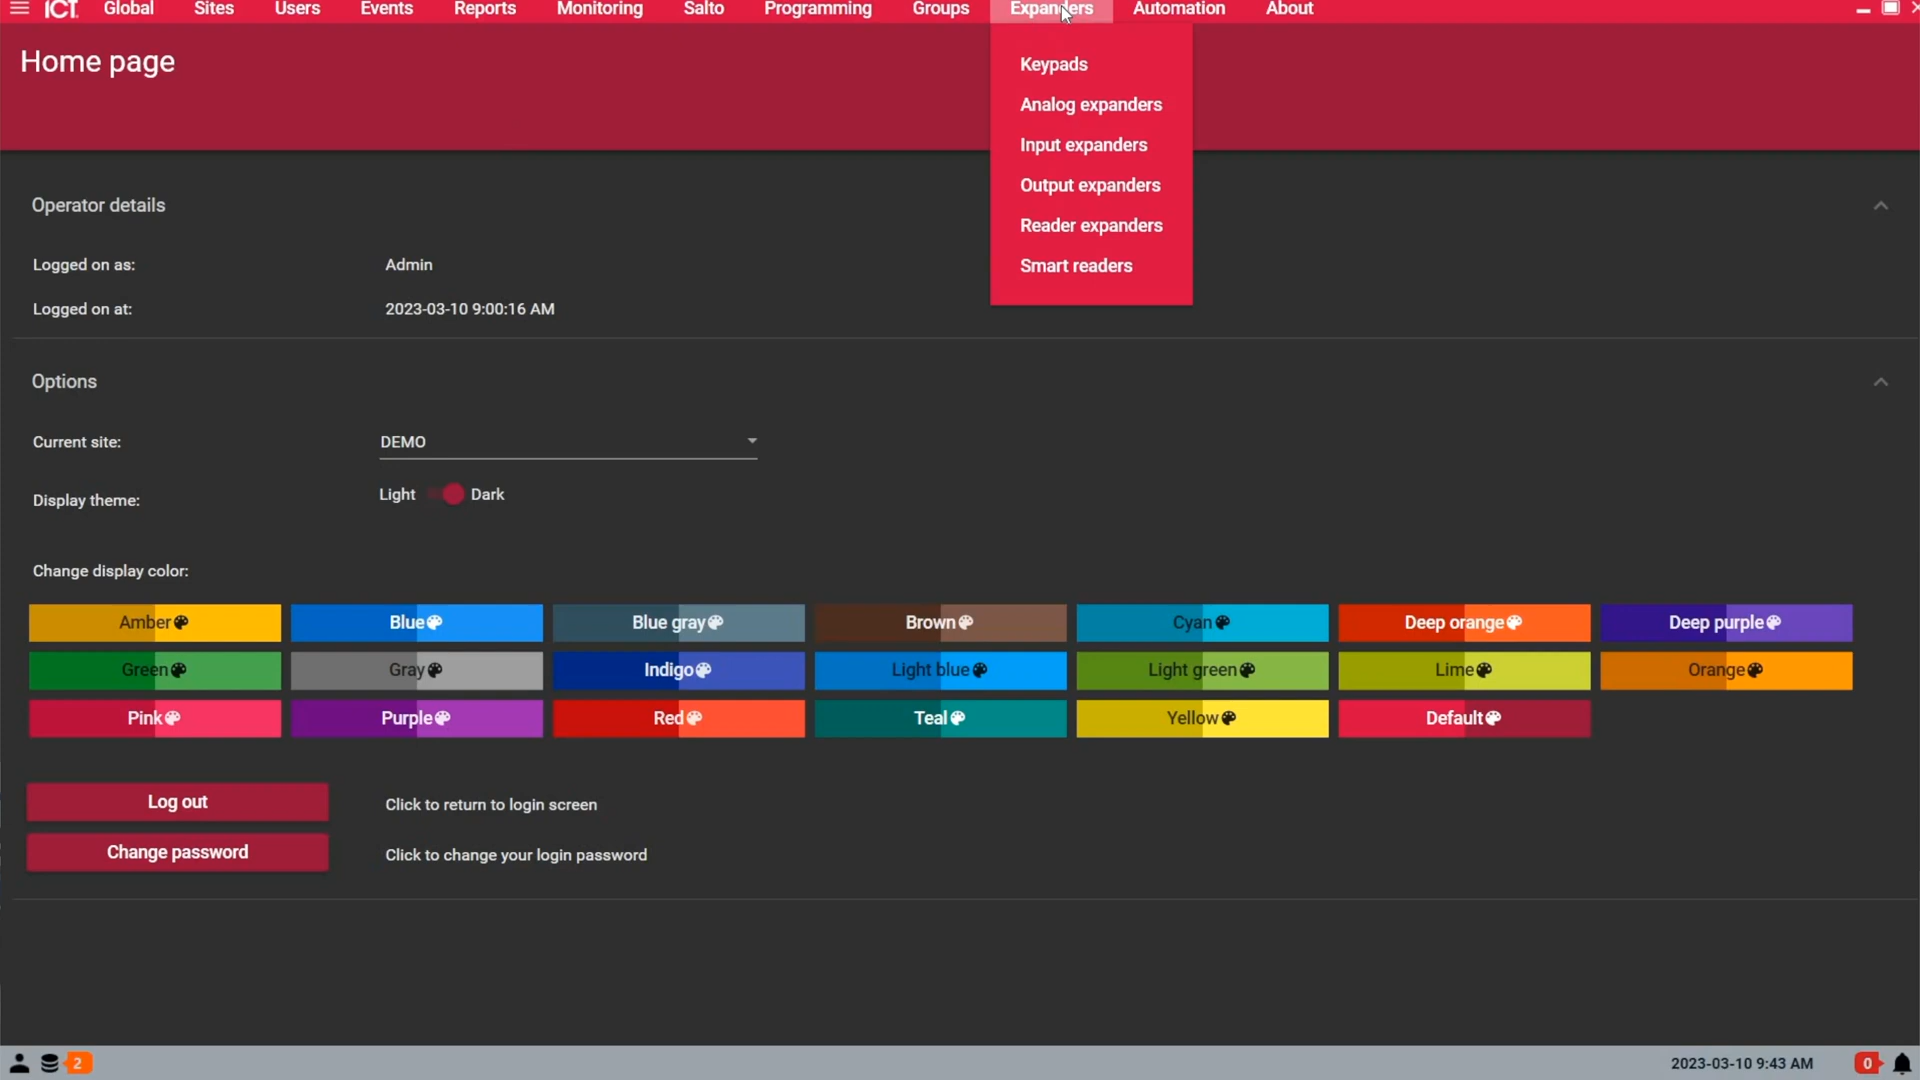 ICT Global Sites Users Events Reports Monitoring Salto Programming Groups Expanders Automation About
Home page
Keypads
Analog expanders
Input expanders
Output expanders
Reader expanders
Smart readers
Operator details
Logged on as: Admin
Logged on at: 2023-03-10 9:00:16 AM
Options
Current site: DEMO
Display theme: Light Dark
Change display color:
Amber Blue Blue gray Brown Cyan Deep orange Deep purple
Green Gray Indigo Light blue Light green Lime Orange
Pink Purple Red Teal Yellow Default
Log out Click to return to login screen
Change password Click to change your login password
2 2023-03-10 9:43 AM 0